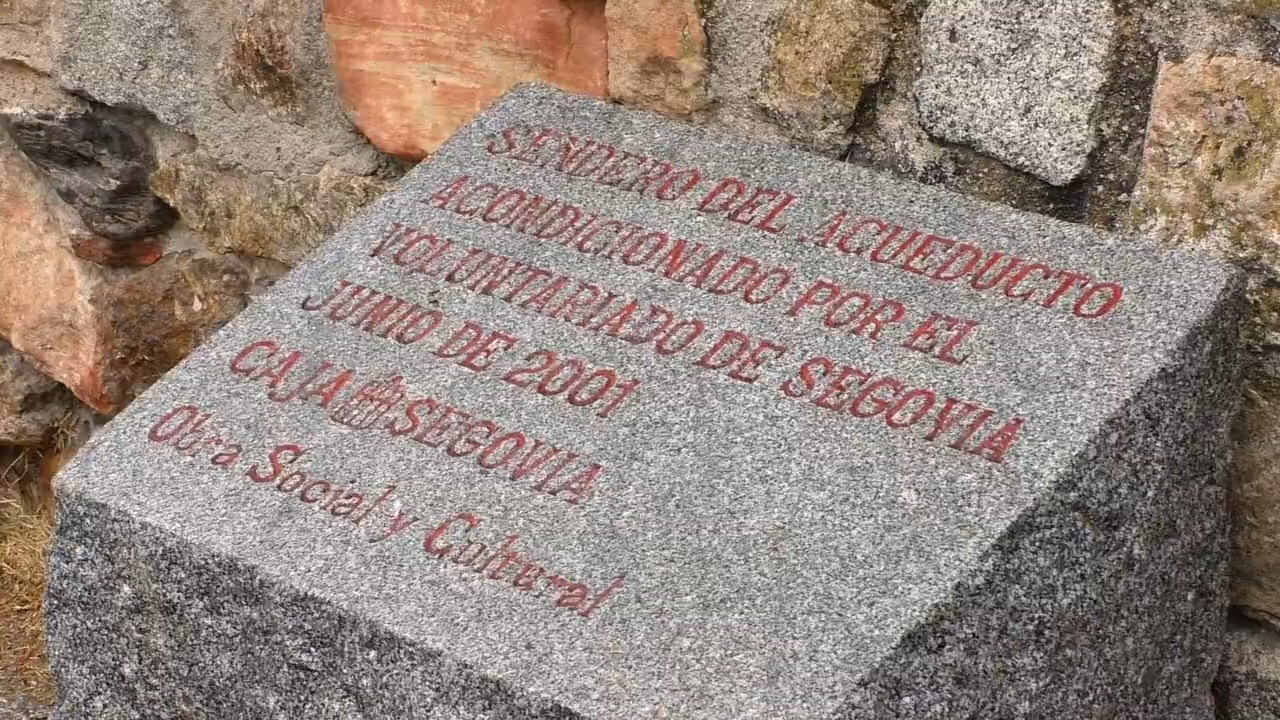 SENDERO DEL ACUEDUCTO
ACONDICIONADO POR EL
VOLUNTARIADO DE SEGOVIA
JUNIO DE 2001
CAJA SEGOVIA
Obra Social y Cultural